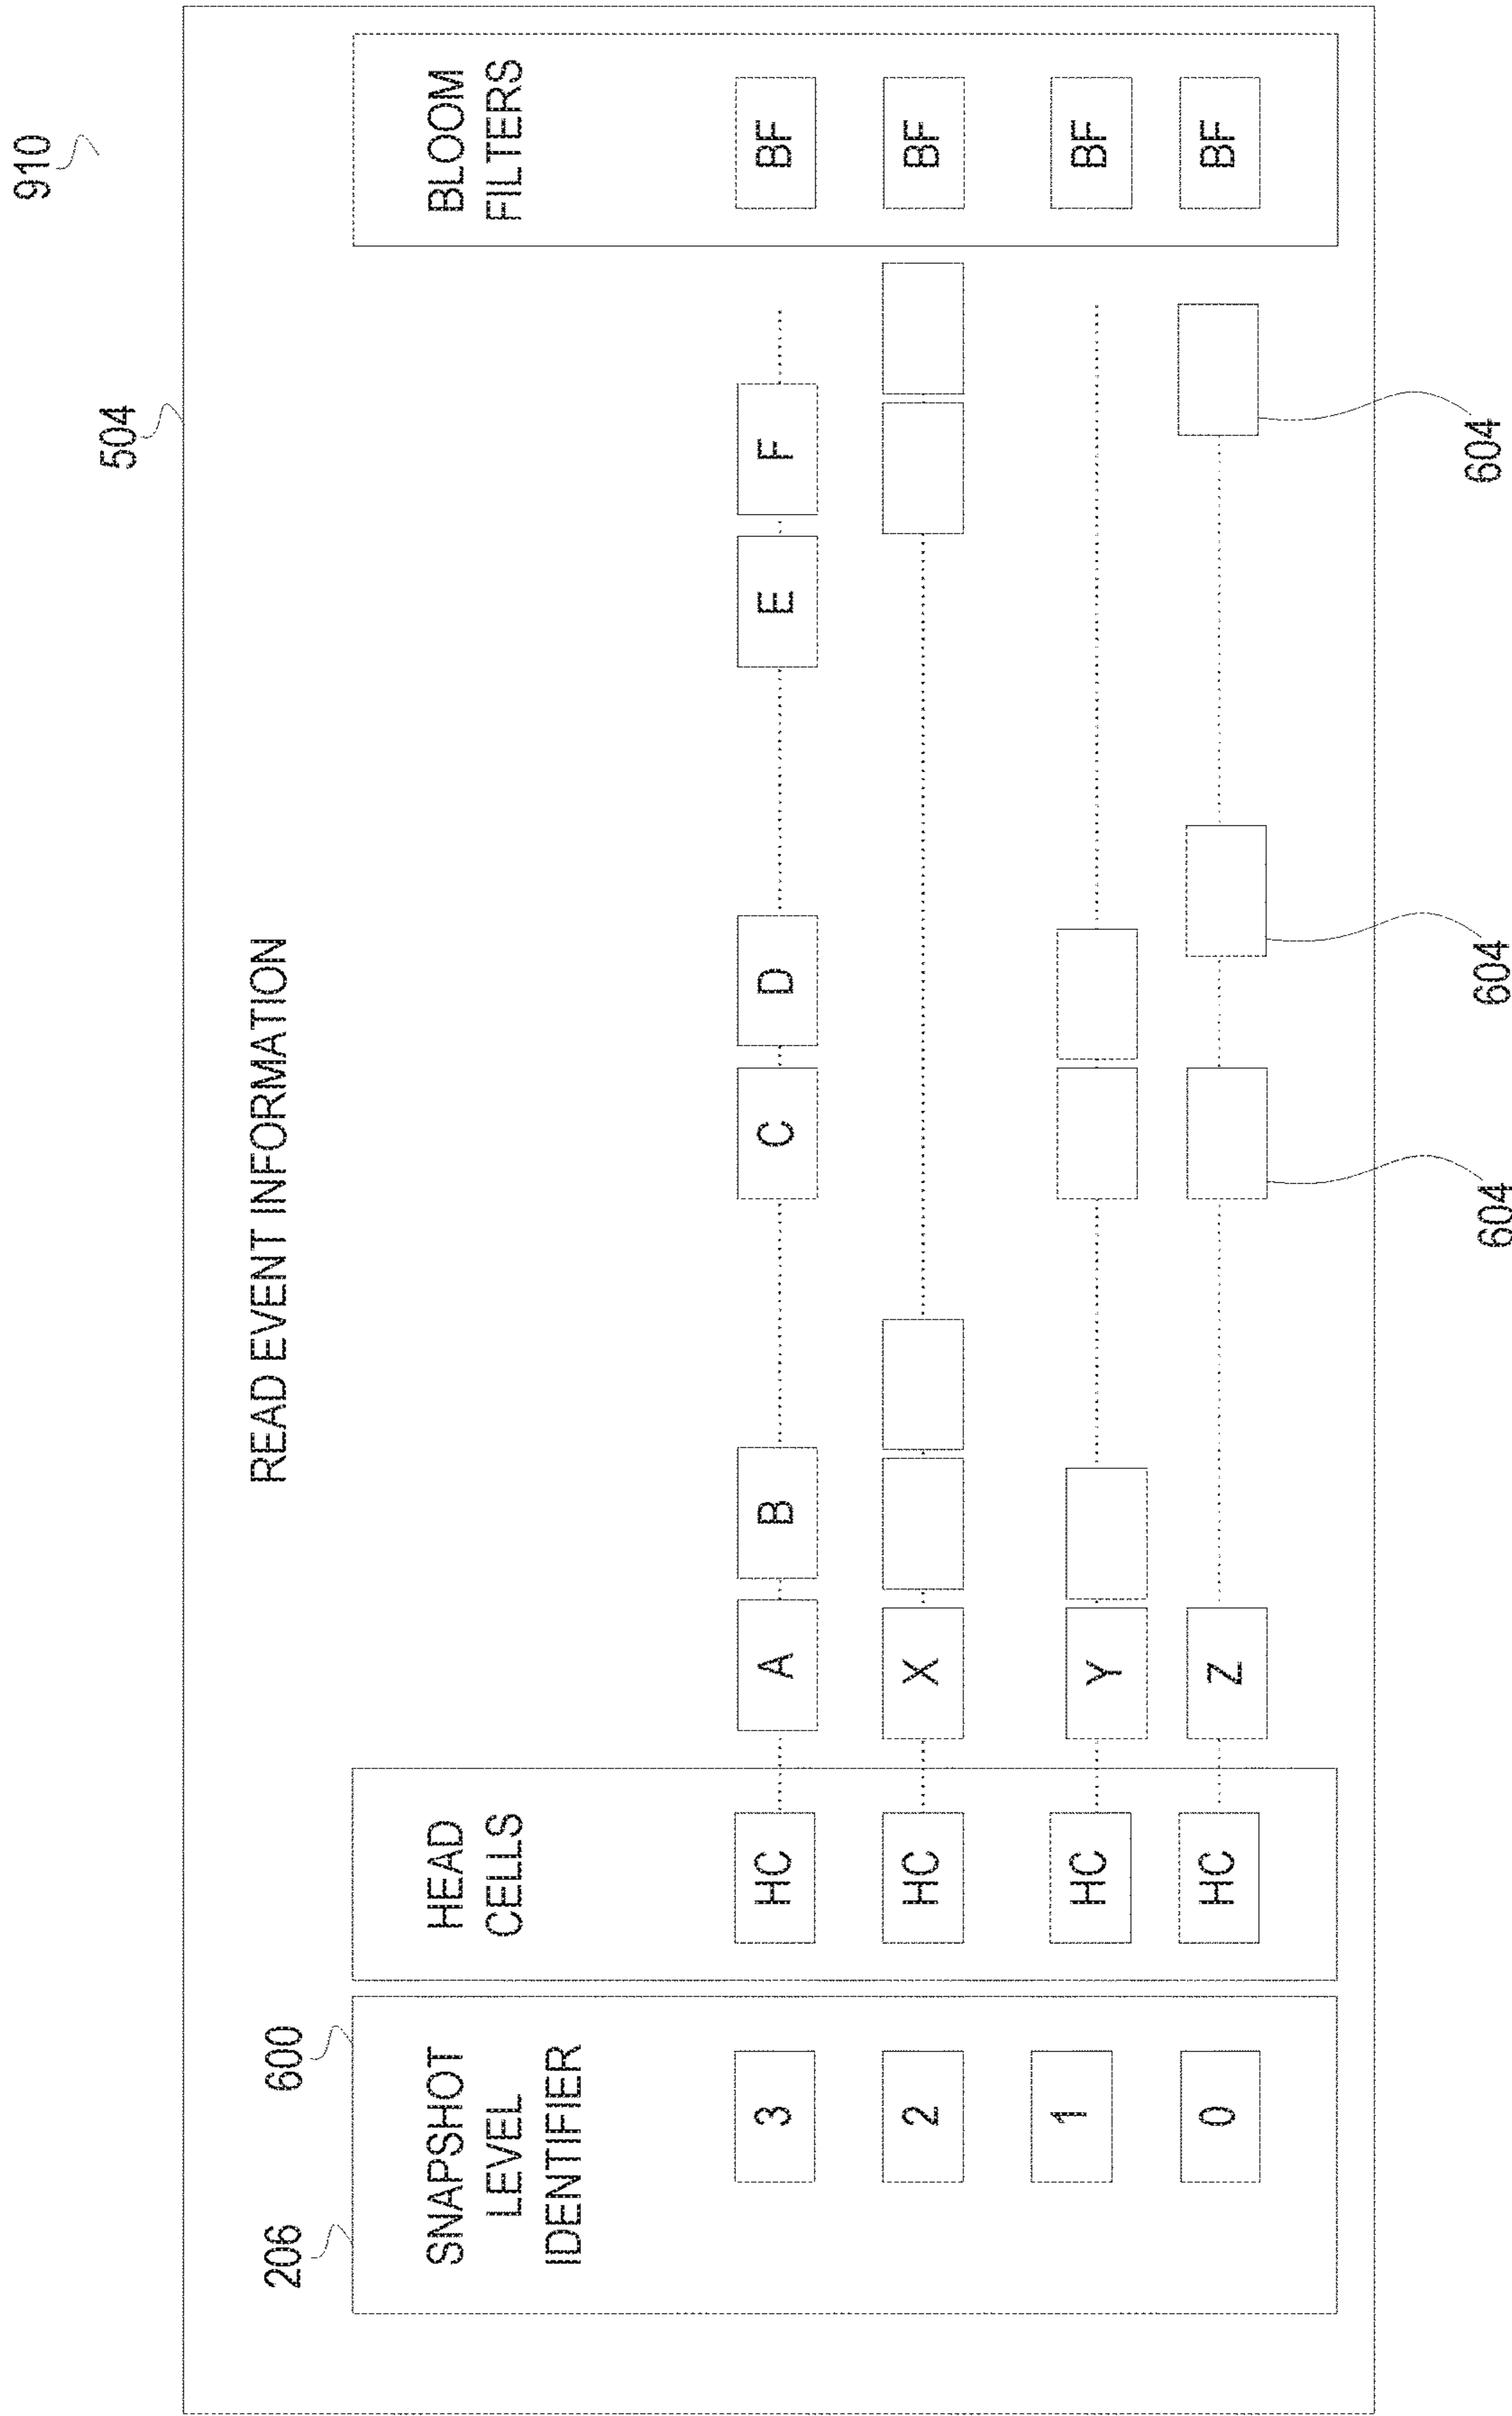 910
504
READ EVENT INFORMATION
206
600
SNAPSHOT
LEVEL
IDENTIFIER
HEAD
CELLS
BLOOM
FILTERS
3 HC A B C D E F BF
2 HC X BF
1 HC Y BF
0 HC Z BF
604 604 604